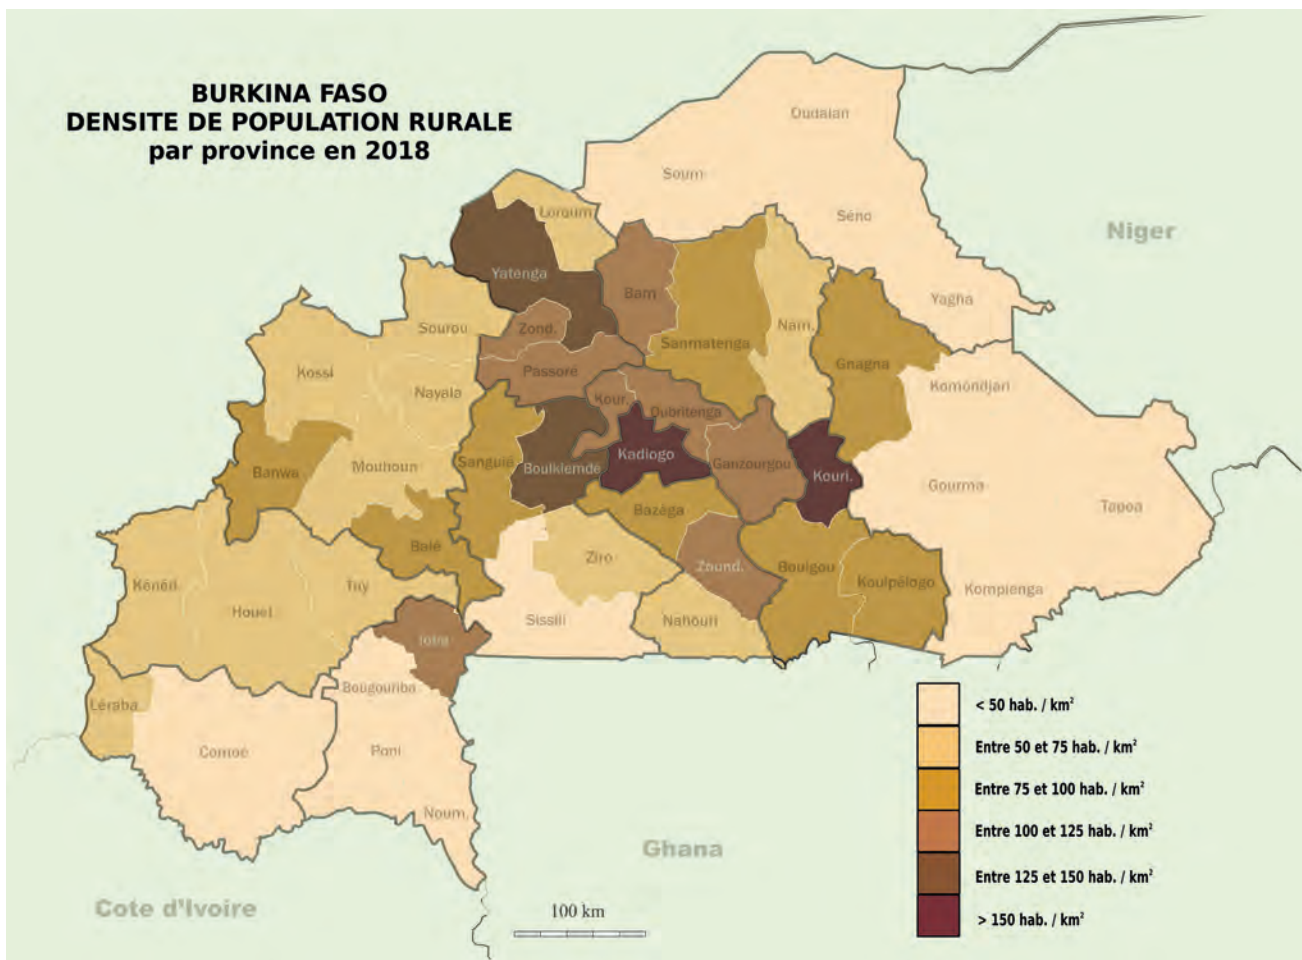 BURKINA FASO
DENSITE DE POPULATION RURALE
par province en 2018
Oudalan
Soum
Séno
Niger
Loroum
Yatenga
Bam
Yagha
Sourou
Zond.
Nam.
Sanmatenga
Kossi
Passoré
Gnagna
Nayala
Komondjari
Kour.
Oubritenga
Banwa
Mouhoun
Sanguié
Boulkiemdé
Kadiogo
Ganzourgou
Kouri.
Gourma
Tapoa
Bazèga
Balé
Ziro
Zound.
Boulgou
Koulpélogo
Kompienga
Houet
Tuy
Sissili
Nahouri
Ioba
Bougouriba
Léraba
Comoé
Poni
Noum.
Ghana
Cote d'Ivoire
100 km
< 50 hab. / km²
Entre 50 et 75 hab. / km²
Entre 75 et 100 hab. / km²
Entre 100 et 125 hab. / km²
Entre 125 et 150 hab. / km²
> 150 hab. / km²